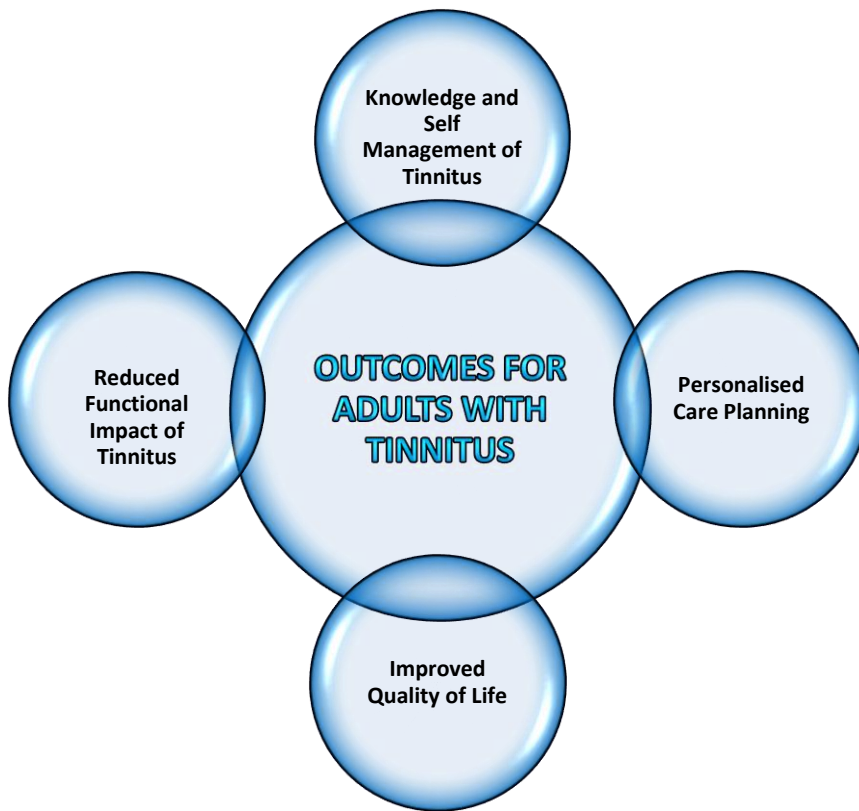 Knowledge and
Self
Management of
Tinnitus
Reduced
Functional
Impact of
Tinnitus
OUTCOMES FOR
ADULTS WITH
TINNITUS
Personalised
Care Planning
Improved
Quality of Life